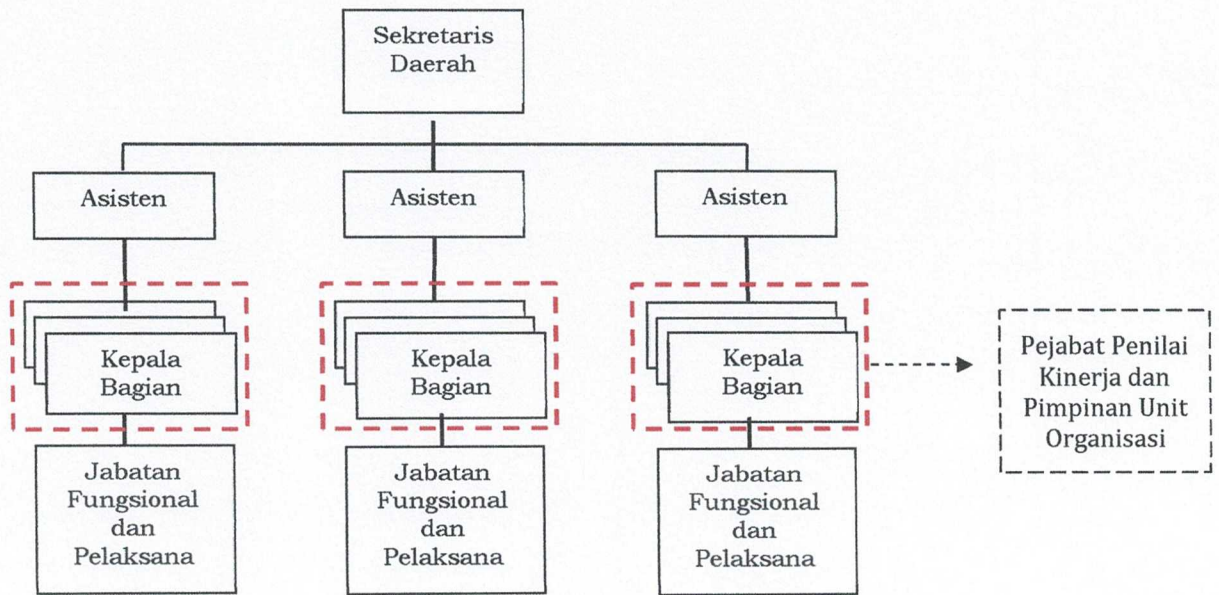 Sekretaris
Daerah
Asisten
Asisten
Asisten
Kepala
Bagian
Kepala
Bagian
Kepala
Bagian
Pejabat Penilai
Kinerja dan
Pimpinan Unit
Organisasi
Jabatan
Fungsional
dan
Pelaksana
Jabatan
Fungsional
dan
Pelaksana
Jabatan
Fungsional
dan
Pelaksana